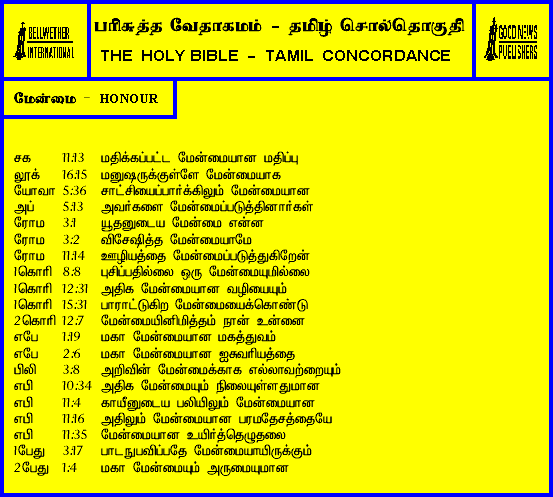 BELLWETHER
INTERNATIONAL
பரிசுத்த வேதாகமம் - தமிழ் சொல்தொகுதி
THE HOLY BIBLE - TAMIL CONCORDANCE
GOOD NEWS
PUBLISHERS
மேன்மை - HONOUR
சக 11:13 மதிக்கப்பட்ட மேன்மையான மதிப்பு
லூக் 16:15 மனுஷருக்குள்ளே மேன்மையாக
யோவா 5:36 சாட்சியைப்பார்க்கிலும் மேன்மையான
அப் 5:13 அவர்களை மேன்மைப்படுத்தினார்கள்
ரோம 3:1 யூதனுடைய மேன்மை என்ன
ரோம 3:2 விசேஷித்த மேன்மையாமே
ரோம 11:14 ஊழியத்தை மேன்மைப்படுத்துகிறேன்
1கொரி 8:8 புசிப்பதில்லை ஒரு மேன்மையுமில்லை
1கொரி 12:31 அதிக மேன்மையான வழியையும்
1கொரி 15:31 பாராட்டுகிற மேன்மையைக்கொண்டு
2கொரி 12:7 மேன்மையினிமித்தம் நான் உன்னை
எபே 1:19 மகா மேன்மையான மகத்துவம்
எபே 2:6 மகா மேன்மையான ஐசுவரியத்தை
பிலி 3:8 அறிவின் மேன்மைக்காக எல்லாவற்றையும்
எபி 10:34 அதிக மேன்மையும் நிலையுள்ளதுமான
எபி 11:4 காயீனுடைய பலியிலும் மேன்மையான
எபி 11:16 அதிலும் மேன்மையான பரமதேசத்தையே
எபி 11:35 மேன்மையான உயிர்த்தெழுதலை
1பேது 3:17 பாடநுபவிப்பதே மேன்மையாயிருக்கும்
2பேது 1:4 மகா மேன்மையும் அருமையுமான